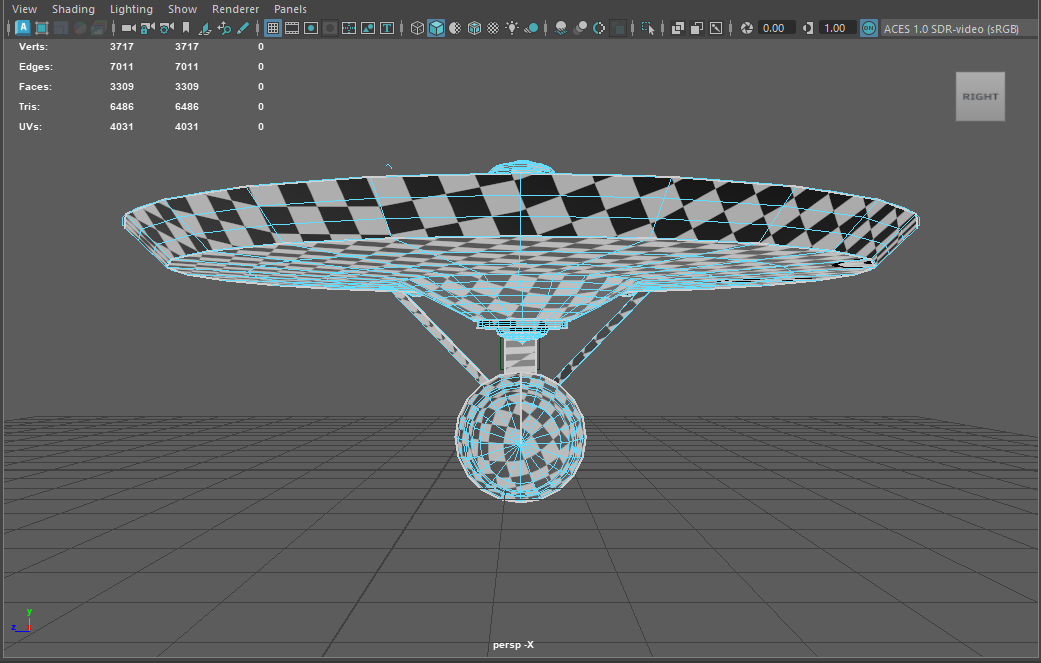 View Shading Lighting Show Renderer Panels
A T 0.00 1.00 ON ACES 1.0 SDR-video (sRGB)
Verts: 3717 3717 0
Edges: 7011 7011 0
Faces: 3309 3309 0
Tris: 6486 6486 0
UVs: 4031 4031 0
RIGHT
y
z
persp -X